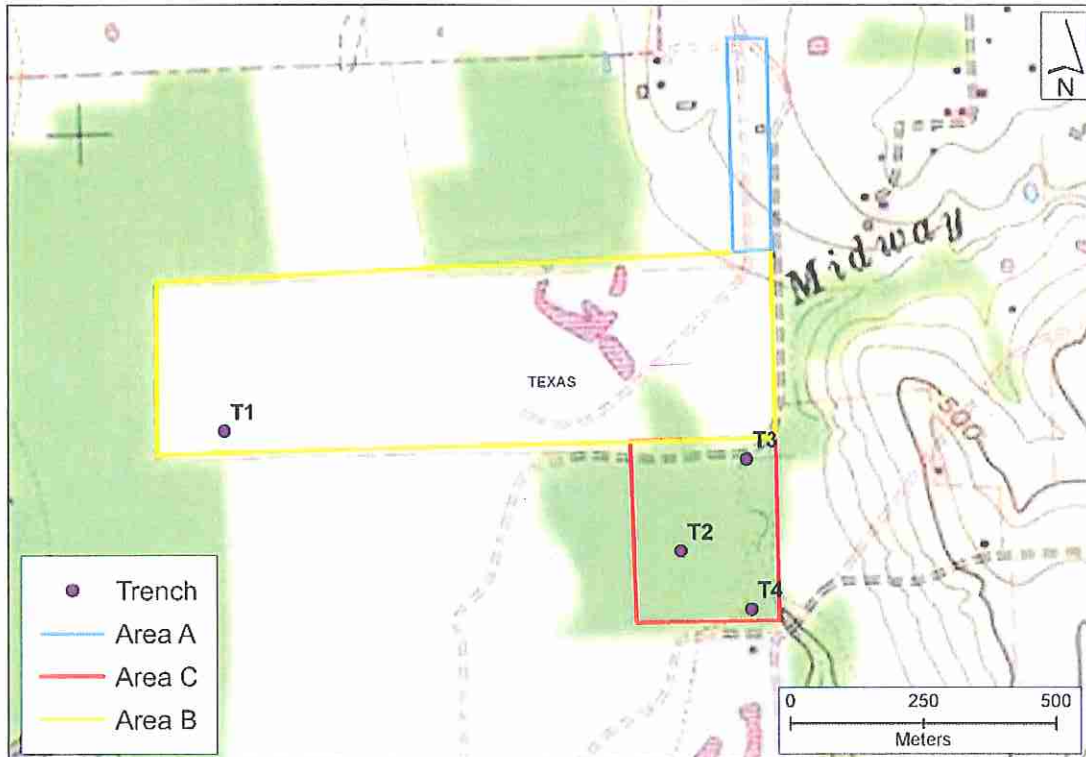 N
Midway
TEXAS
T1
T3
500
T2
T4
Trench
Area A
Area C
Area B
0 250 500
Meters